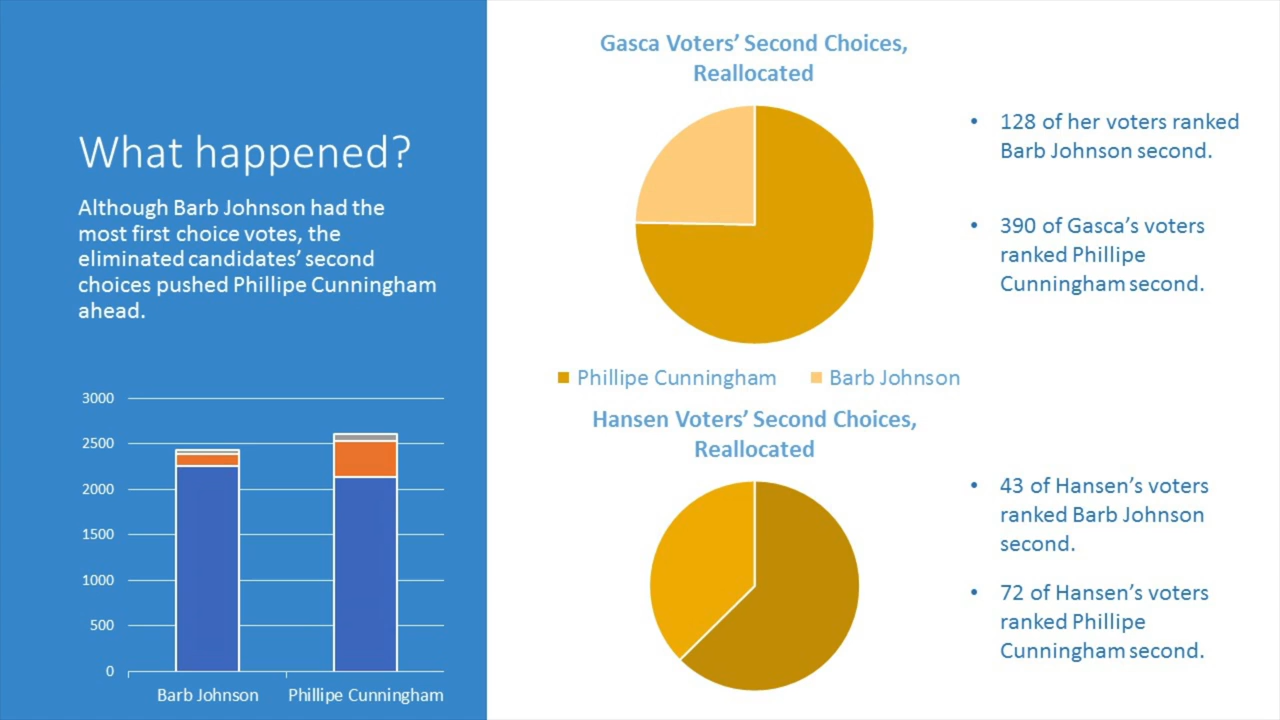 What happened?
Although Barb Johnson had the
most first choice votes, the
eliminated candidates’ second
choices pushed Phillipe Cunningham
ahead.
3000
2500
2000
1500
1000
500
0
Barb Johnson
Phillipe Cunningham
Gasca Voters’ Second Choices,
Reallocated
Phillipe Cunningham
Barb Johnson
• 128 of her voters ranked
Barb Johnson second.
• 390 of Gasca’s voters
ranked Phillipe
Cunningham second.
Hansen Voters’ Second Choices,
Reallocated
• 43 of Hansen’s voters
ranked Barb Johnson
second.
• 72 of Hansen’s voters
ranked Phillipe
Cunningham second.